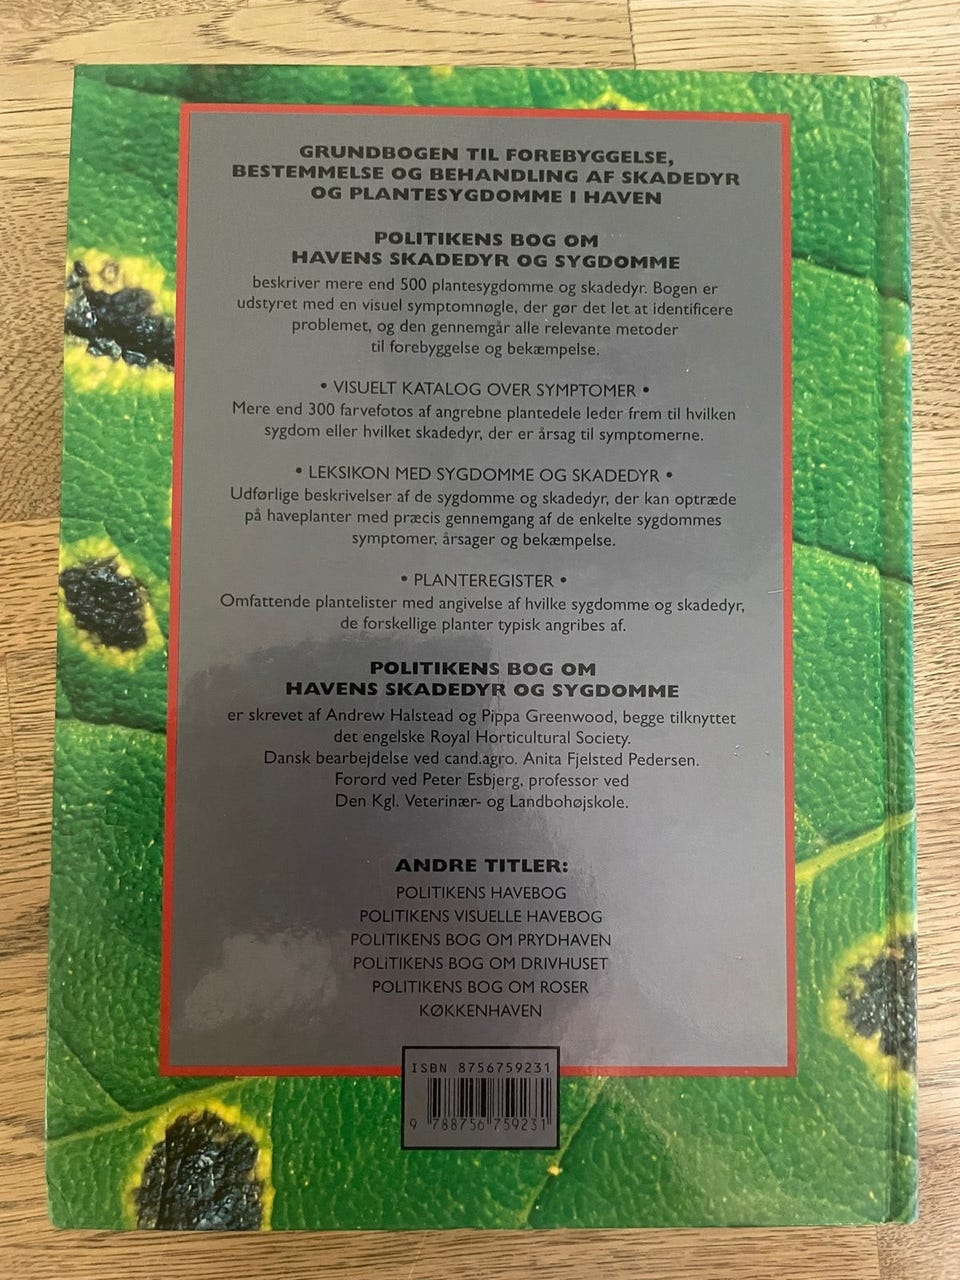 GRUNDBOGEN TIL FOREBYGGELSE,
BESTEMMELSE OG BEHANDLING AF SKADEDYR
OG PLANTESYGDOMME I HAVEN
POLITIKENS BOG OM
HAVENS SKADEDYR OG SYGDOMME
beskriver mere end 500 plantesygdomme og skadedyr. Bogen er
udstyret med en visuel symptomnøgle, der gør det let at identificere
problemet, og den gennemgår alle relevante metoder
til forebyggelse og bekæmpelse.
• VISUELT KATALOG OVER SYMPTOMER •
Mere end 300 farvefotos af angrebne plantedele leder frem til hvilken
sygdom eller hvilket skadedyr, der er årsag til symptomerne.
• LEKSIKON MED SYGDOMME OG SKADEDYR •
Udførlige beskrivelser af de sygdomme og skadedyr, der kan optræde
på haveplanter med præcis gennemgang af de enkelte sygdommes
symptomer, årsager og bekæmpelse.
• PLANTEREGISTER •
Omfattende plantelister med angivelse af hvilke sygdomme og skadedyr,
de forskellige planter typisk angribes af.
POLITIKENS BOG OM
HAVENS SKADEDYR OG SYGDOMME
er skrevet af Andrew Halstead og Pippa Greenwood, begge tilknyttet
det engelske Royal Horticultural Society.
Dansk bearbejdelse ved cand.agro. Anita Fjelsted Pedersen.
Forord ved Peter Esbjerg, professor ved
Den Kgl. Veterinær- og Landbohøjskole.
ANDRE TITLER:
POLITIKENS HAVEBOG
POLITIKENS VISUELLE HAVEBOG
POLITIKENS BOG OM PRYDHAVEN
POLiTIKENS BOG OM DRIVHUSET
POLITIKENS BOG OM ROSER
KØKKENHAVEN
ISBN 8756759231
9 788756 759231